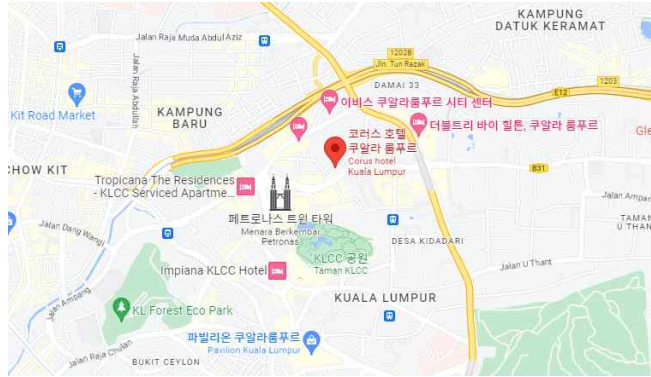 KAMPUNG
DATUK KERAMAT
Jalan Raja Muda Abdul Aziz
1202B
Jln. Tun Razak
DAMAI 33
1203
E12
Kit Road Market
Jalan Raja Abdullah
KAMPUNG
BARU
이비스 쿠알라룸푸르 시티 센터
더블트리 바이 힐튼, 쿠알라 룸푸르
코러스 호텔
쿠알라 룸푸르
Corus hotel
Kuala Lumpur
Gle
CHOW KIT
B31
Tropicana The Residences
- KLCC Serviced Apartme...
Jalan Ampan
페트로나스 트윈 타워
Menara Berkembar
Petronas
TAMAN
U THANT
Jalan Dang Wangi
DESA KIDADARI
KLCC 공원
Taman KLCC
Jalan U Thant
Impiana KLCC Hotel
Jalan Ampang
KUALA LUMPUR
KL Forest Eco Park
파빌리온 쿠알라룸푸르
Pavilion Kuala Lumpur
Jalan Raja Chulan
BUKIT CEYLON